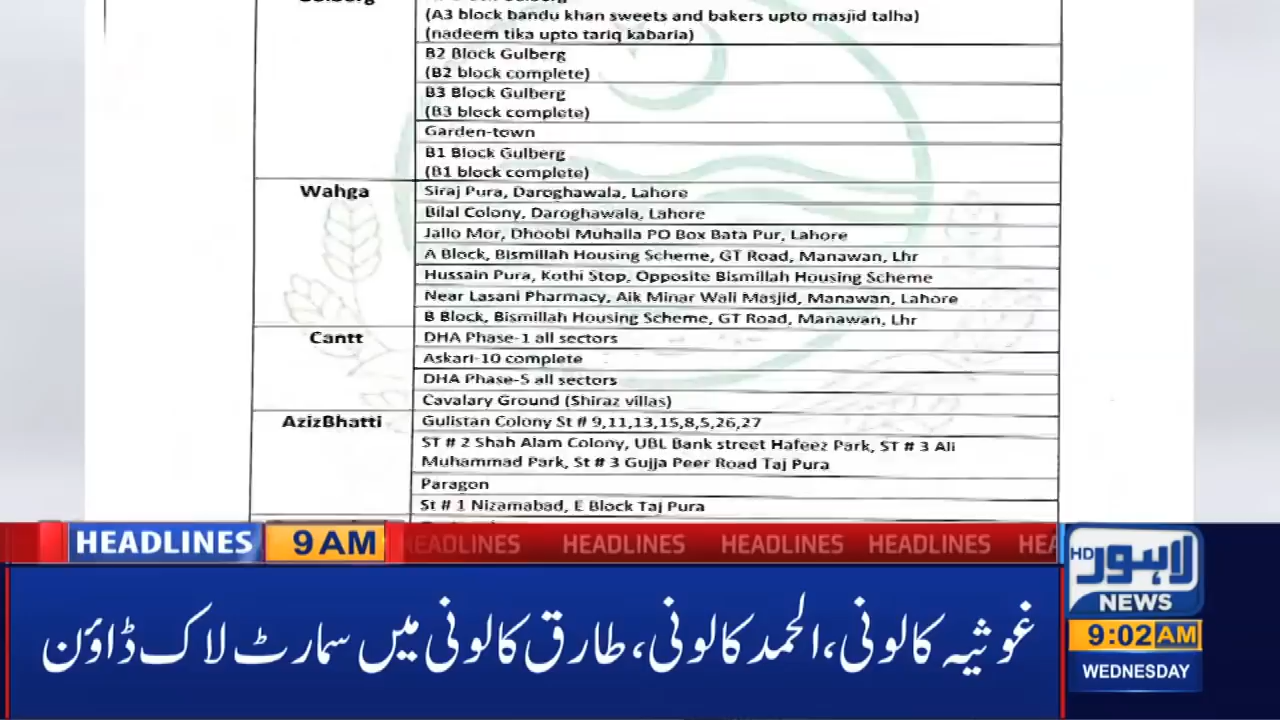 (A3 block bandu khan sweets and bakers upto masjid talha)
(nadeem tika upto tariq kabaria)
B2 Block Gulberg
(B2 block complete)
B3 Block Gulberg
(B3 block complete)
Garden-town
B1 Block Gulberg
(B1 block complete)
Wahga
Siraj Pura, Daroghawala, Lahore
Bilal Colony, Daroghawala, Lahore
Jallo Mor, Dhoobi Muhalla PO Box Bata Pur, Lahore
A Block, Bismillah Housing Scheme, GT Road, Manawan, Lhr
Hussain Pura, Kothi Stop, Opposite Bismillah Housing Scheme
Near Lasani Pharmacy, Aik Minar Wali Masjid, Manawan, Lahore
B Block, Bismillah Housing Scheme, GT Road, Manawan, Lhr
Cantt
DHA Phase-1 all sectors
Askari-10 complete
DHA Phase-5 all sectors
Cavalary Ground (Shiraz villas)
AzizBhatti
Gulistan Colony St # 9,11,13,15,8,5,26,27
ST # 2 Shah Alam Colony, UBL Bank street Hafeez Park, ST # 3 Ali
Muhammad Park, St # 3 Gujja Peer Road Taj Pura
Paragon
St # 1 Nizamabad, E Block Taj Pura
HEADLINES 9 AM
HEADLINES HEADLINES HEADLINES HEADLINES
غوثیہ کالونی، الحمد کالونی، طارق کالونی میں سمارٹ لاک ڈاؤن
HD
لاہور
NEWS
9:02 AM
WEDNESDAY